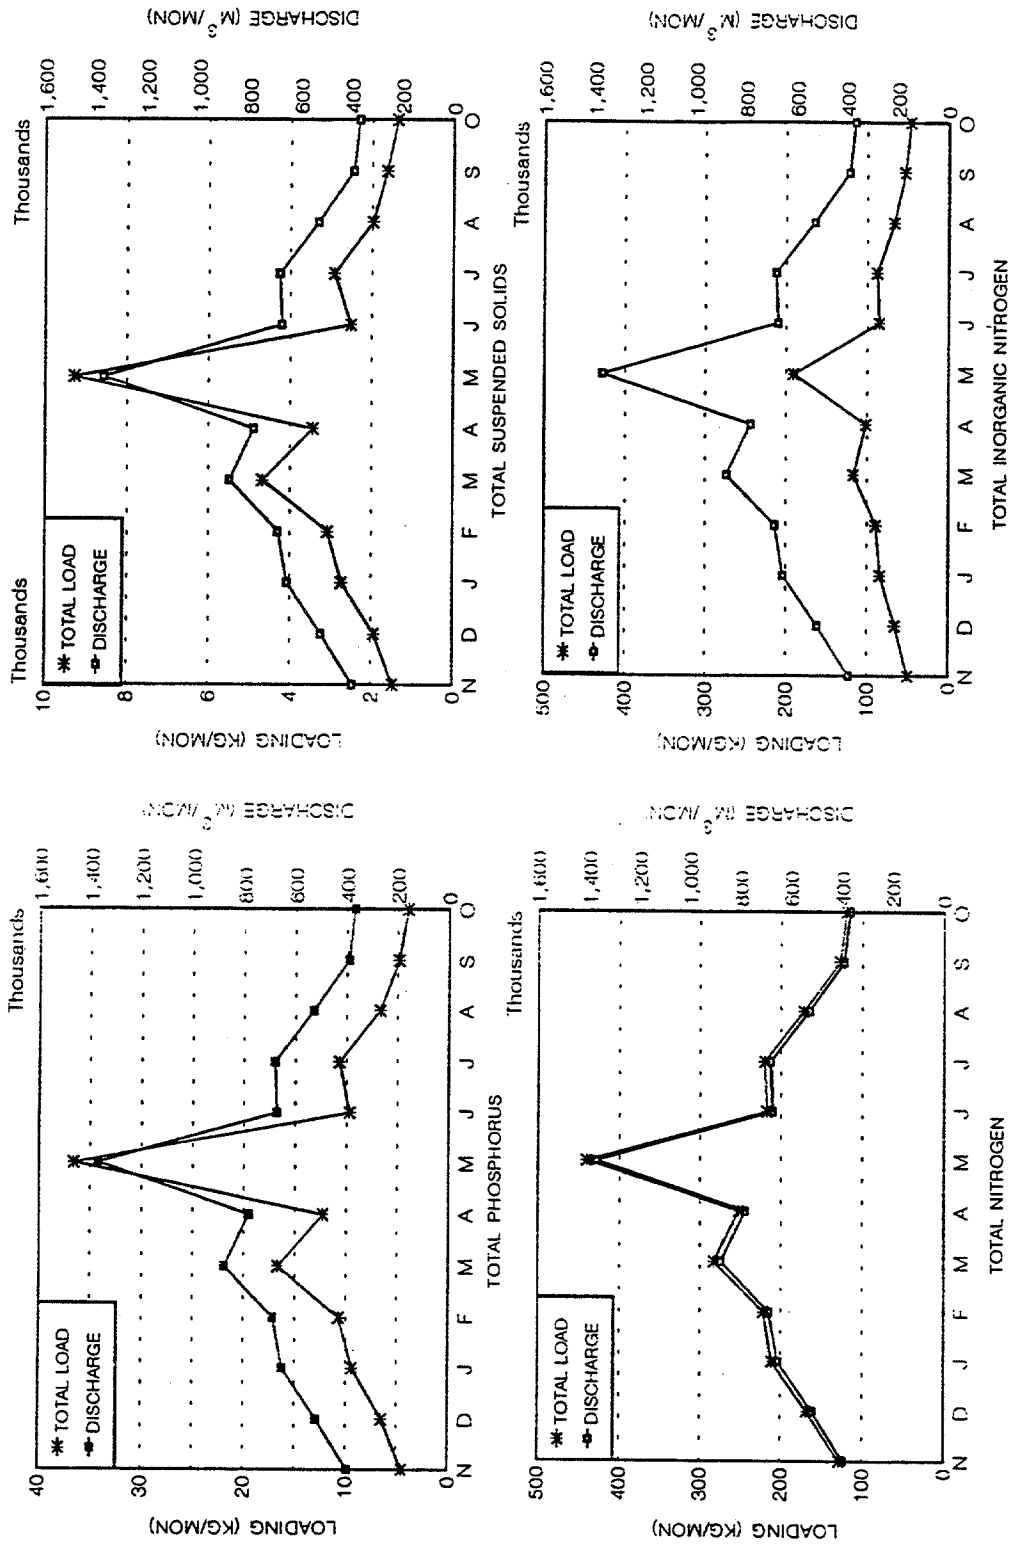 Thousands
40
30
20
10
0
LOADING (KG/MON)
TOTAL LOAD
DISCHARGE
1,600
1,400
1,200
1,000
800
600
400
200
DISCHARGE (M³/MON)
N D J F M A M J J A S O
TOTAL PHOSPHORUS
Thousands
Thousands
10
8
6
4
2
0
LOADING (KG/MON)
TOTAL LOAD
DISCHARGE
1,600
1,400
1,200
1,000
800
600
400
200
0
DISCHARGE (M³/MON)
N D J F M A M J J A S O
TOTAL SUSPENDED SOLIDS
Thousands
500
400
300
200
100
0
LOADING (KG/MON)
TOTAL LOAD
DISCHARGE
1,600
1,400
1,200
1,000
800
600
400
200
0
DISCHARGE (M³/MON)
N D J F M A M J J A S O
TOTAL NITROGEN
Thousands
500
400
300
200
100
0
LOADING (KG/MON)
TOTAL LOAD
DISCHARGE
1,600
1,400
1,200
1,000
800
600
400
200
0
DISCHARGE (M³/MON)
N D J F M A M J J A S O
TOTAL INORGANIC NITROGEN